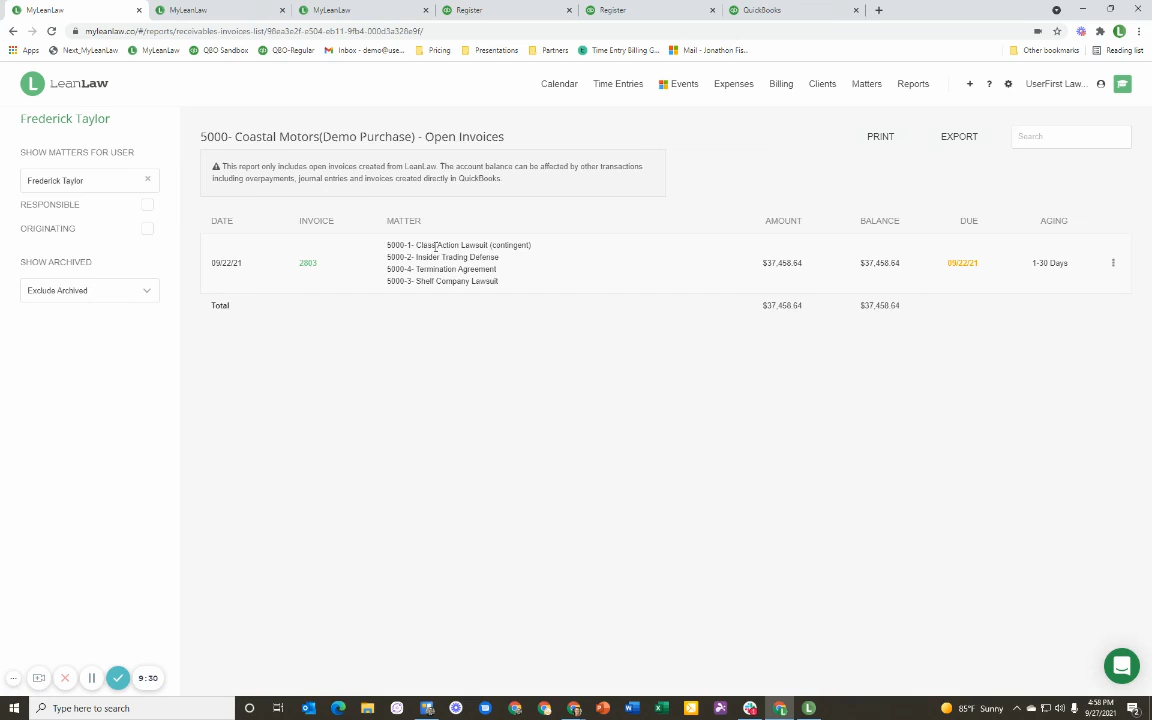 MyLeanLaw
MyLeanLaw
MyLeanLaw
Register
Register
QuickBooks
myleanlaw.co/#/reports/receivables-invoices-list/98ea3e2f-e504-eb11-9fb4-000d3a328e9f/
Apps
Next_MyLeanLaw
MyLeanLaw
QBO Sandbox
QBO-Regular
Inbox - demo@use...
Pricing
Presentations
Partners
Time Entry Billing G...
Mail - Jonathon Fis...
Other bookmarks
Reading list
L LeanLaw
Calendar
Time Entries
Events
Expenses
Billing
Clients
Matters
Reports
+ ?
UserFirst Law...
Frederick Taylor
SHOW MATTERS FOR USER
Frederick Taylor
RESPONSIBLE
ORIGINATING
SHOW ARCHIVED
Exclude Archived
5000- Coastal Motors(Demo Purchase) - Open Invoices
PRINT
EXPORT
Search
This report only includes open invoices created from LeanLaw. The account balance can be affected by other transactions
including overpayments, journal entries and invoices created directly in QuickBooks.
DATE INVOICE MATTER AMOUNT BALANCE DUE AGING
09/22/21 2803
5000-1- Class Action Lawsuit (contingent)
5000-2- Insider Trading Defense
5000-4- Termination Agreement
5000-3- Shelf Company Lawsuit
$37,458.64 $37,458.64 09/22/21 1-30 Days
Total $37,458.64 $37,458.64
9:30
Type here to search
85°F Sunny
4:58 PM
9/27/2021
2